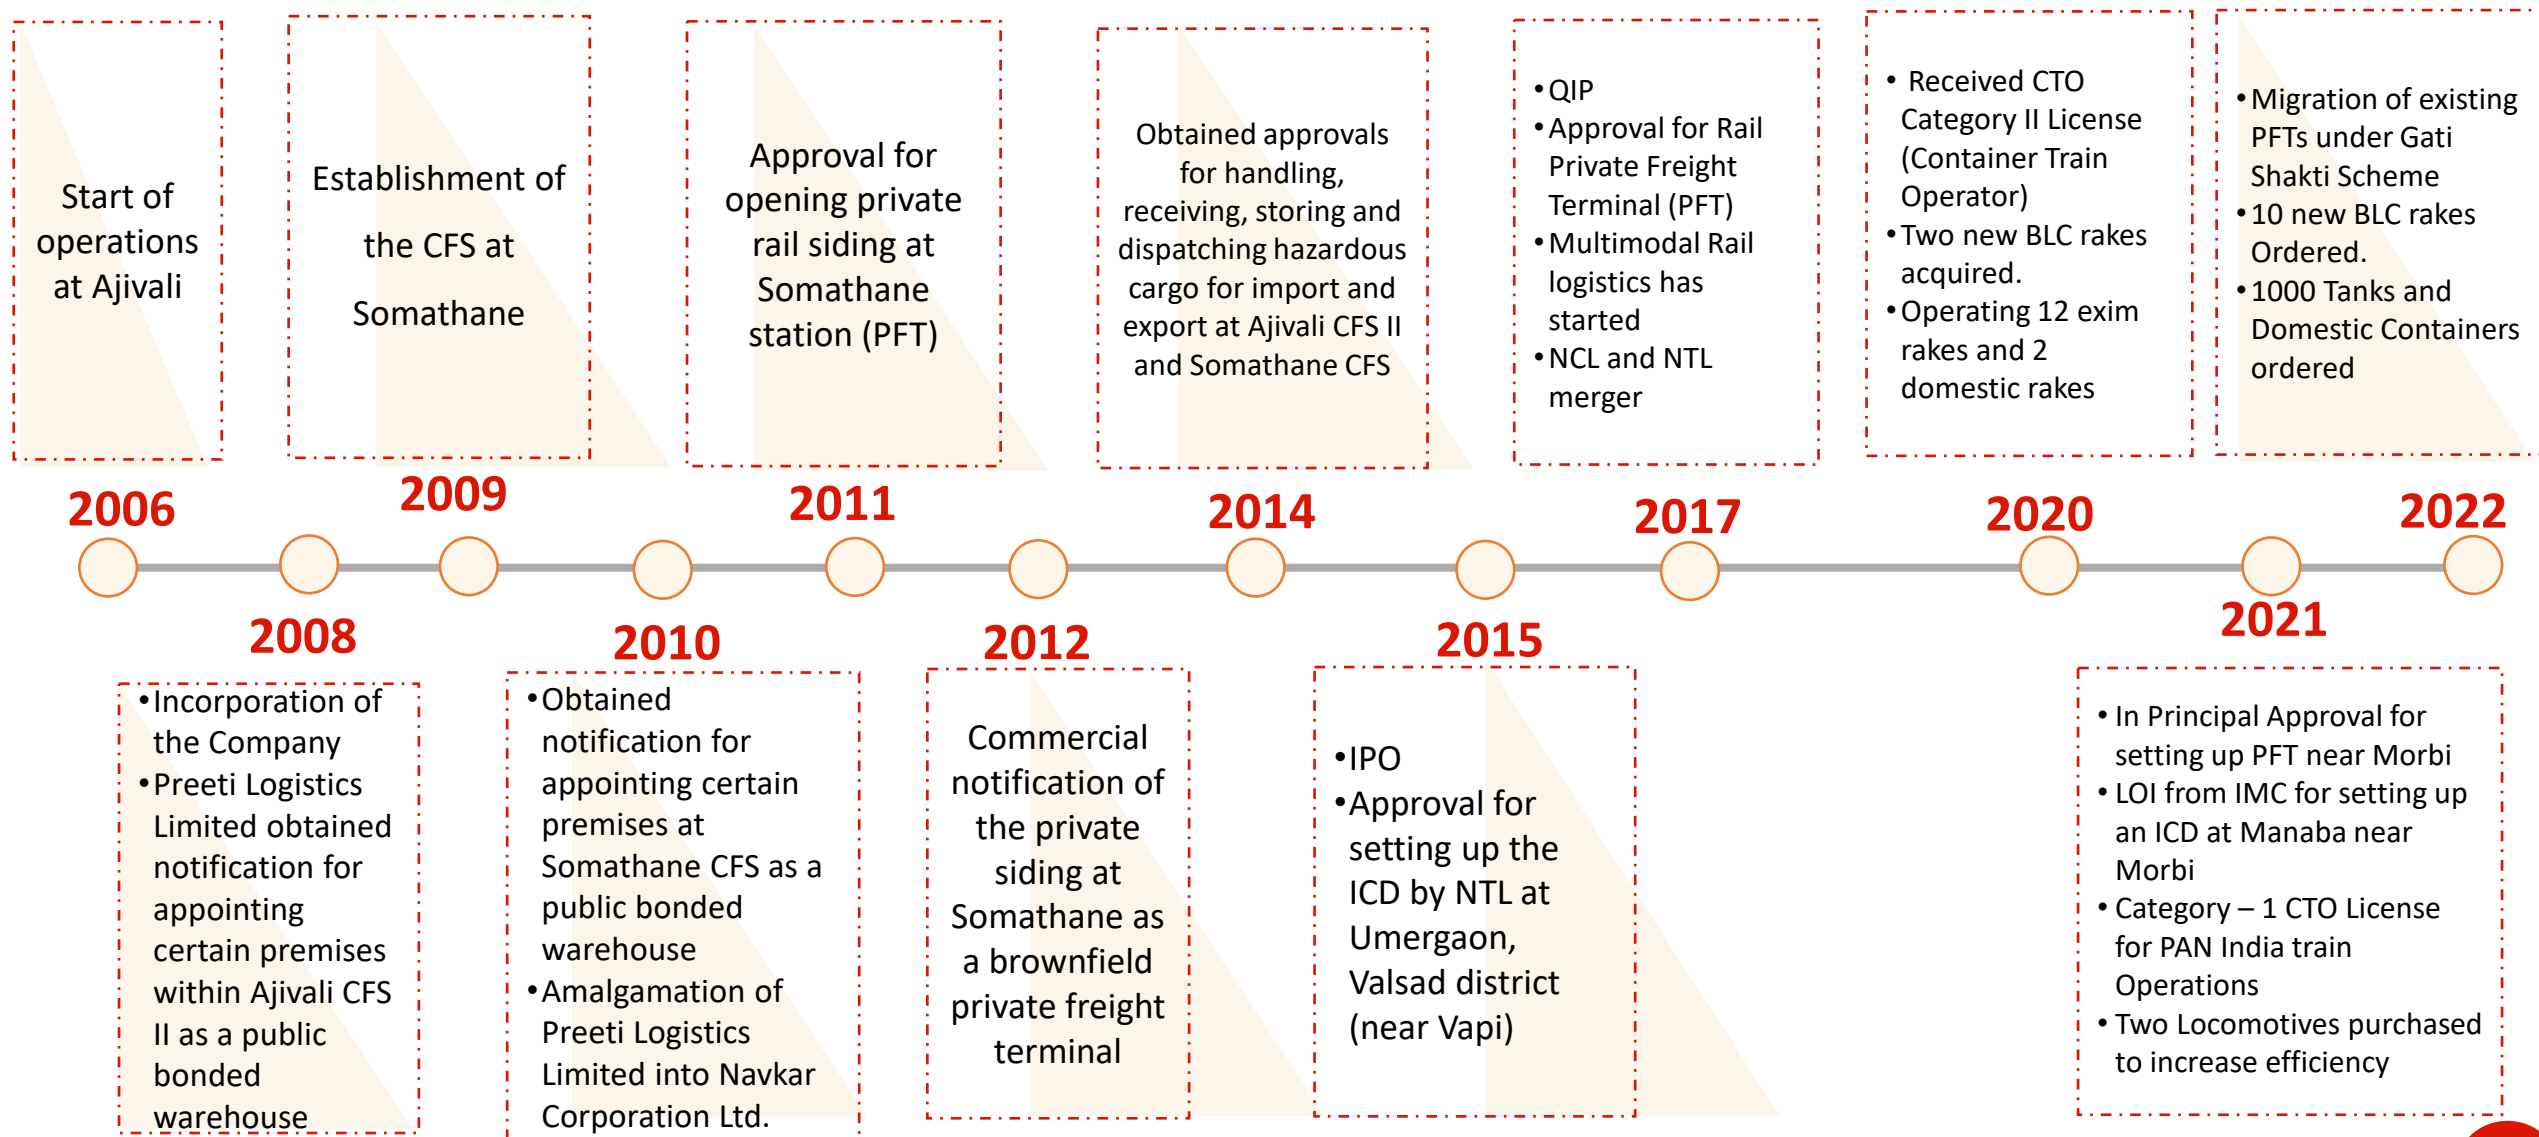 Start of
operations
at Ajivali
Establishment of
the CFS at
Somathane
Approval for
opening private
rail siding at
Somathane
station (PFT)
Obtained approvals
for handling,
receiving, storing and
dispatching hazardous
cargo for import and
export at Ajivali CFS II
and Somathane CFS
•QIP
•Approval for Rail
Private Freight
Terminal (PFT)
•Multimodal Rail
logistics has
started
•NCL and NTL
merger
• Received CTO
Category II License
(Container Train
Operator)
•Two new BLC rakes
acquired.
•Operating 12 exim
rakes and 2
domestic rakes
•Migration of existing
PFTs under Gati
Shakti Scheme
•10 new BLC rakes
Ordered.
•1000 Tanks and
Domestic Containers
ordered
2006
2009
2011
2014
2017
2020
2022
2008
2010
2012
2015
2021
•Incorporation of
the Company
•Preeti Logistics
Limited obtained
notification for
appointing
certain premises
within Ajivali CFS
II as a public
bonded
warehouse
•Obtained
notification for
appointing certain
premises at
Somathane CFS as a
public bonded
warehouse
•Amalgamation of
Preeti Logistics
Limited into Navkar
Corporation Ltd.
Commercial
notification of
the private
siding at
Somathane as
a brownfield
private freight
terminal
•IPO
•Approval for
setting up the
ICD by NTL at
Umergaon,
Valsad district
(near Vapi)
• In Principal Approval for
setting up PFT near Morbi
• LOI from IMC for setting up
an ICD at Manaba near
Morbi
• Category – 1 CTO License
for PAN India train
Operations
• Two Locomotives purchased
to increase efficiency